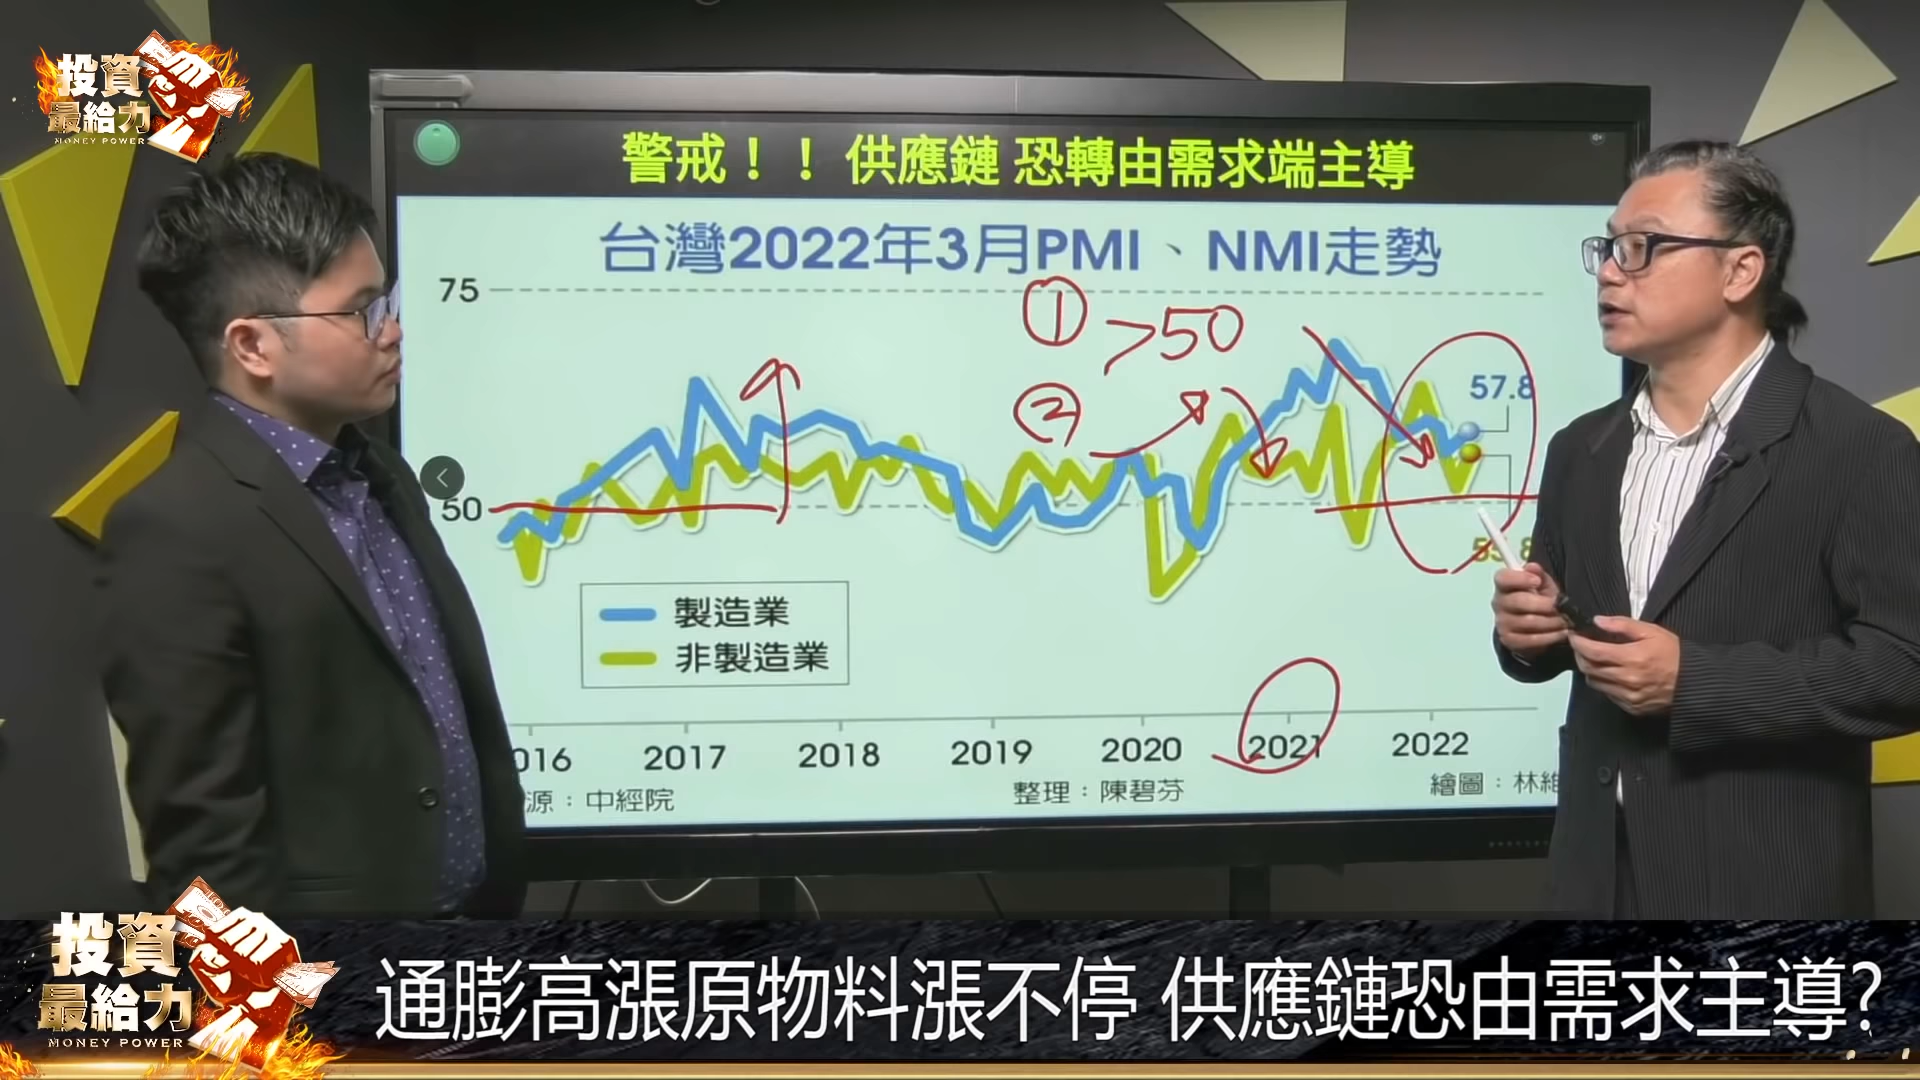 投資
最給力
MONEY POWER
警戒！！ 供應鏈 恐轉由需求端主導
台灣2022年3月PMI、NMI走勢
75
① >50
②
57.8
50
製造業
非製造業
016 2017 2018 2019 2020 2021 2022
源：中經院
整理：陳碧芬
繪圖：林維
投資
最給力
MONEY POWER
通膨高漲原物料漲不停 供應鏈恐由需求主導?